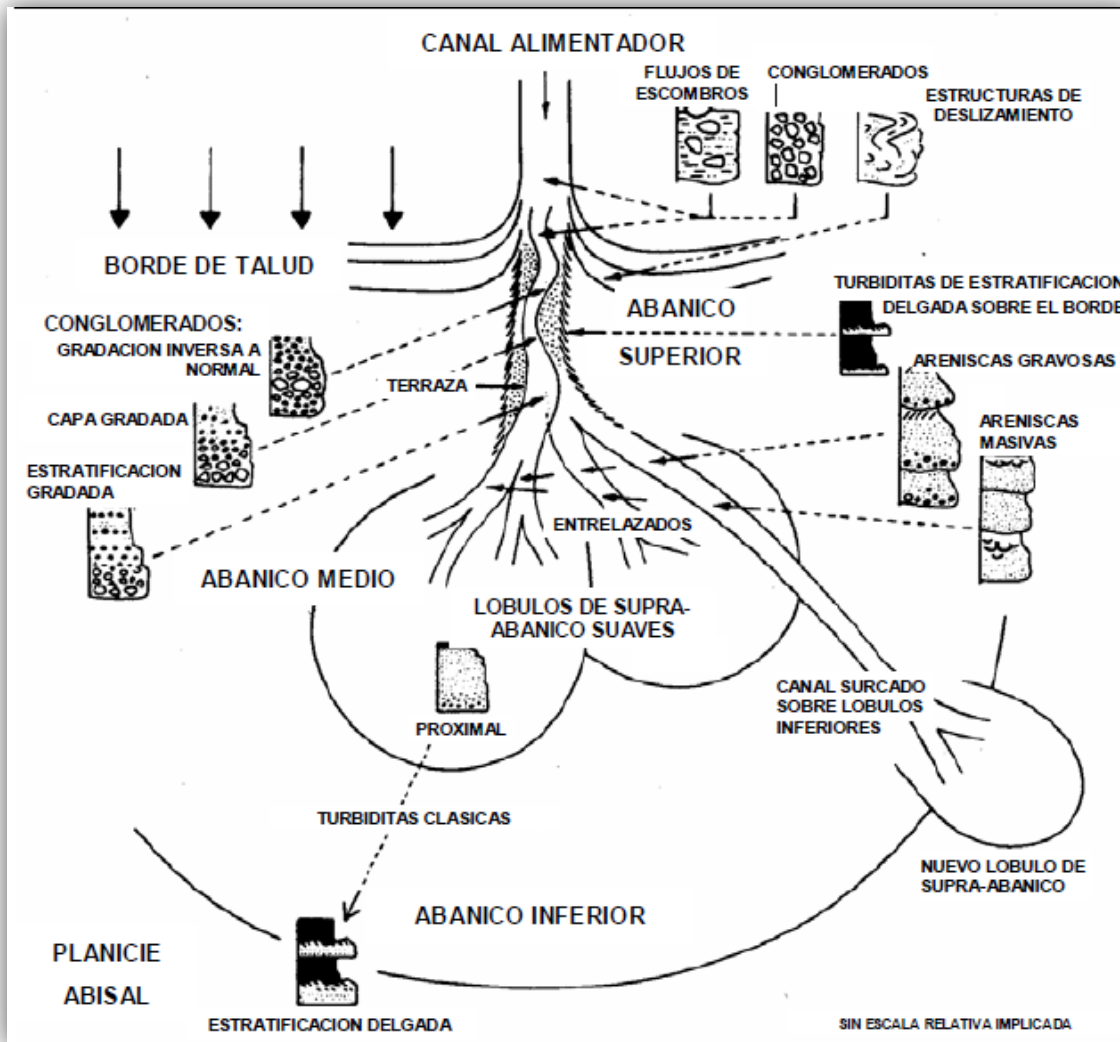 CANAL ALIMENTADOR
FLUJOS DE
ESCOMBROS
CONGLOMERADOS
ESTRUCTURAS DE
DESLIZAMIENTO
BORDE DE TALUD
TURBIDITAS DE ESTRATIFICACION
DELGADA SOBRE EL BORDE
ABANICO
SUPERIOR
CONGLOMERADOS:
GRADACION INVERSA A
NORMAL
TERRAZA
ARENISCAS GRAVOSAS
CAPA GRADADA
ARENISCAS
MASIVAS
ESTRATIFICACION
GRADADA
ENTRELAZADOS
ABANICO MEDIO
LOBULOS DE SUPRA-
ABANICO SUAVES
PROXIMAL
CANAL SURCADO
SOBRE LOBULOS
INFERIORES
TURBIDITAS CLASICAS
NUEVO LOBULO DE
SUPRA-ABANICO
ABANICO INFERIOR
PLANICIE
ABISAL
ESTRATIFICACION DELGADA
SIN ESCALA RELATIVA IMPLICADA